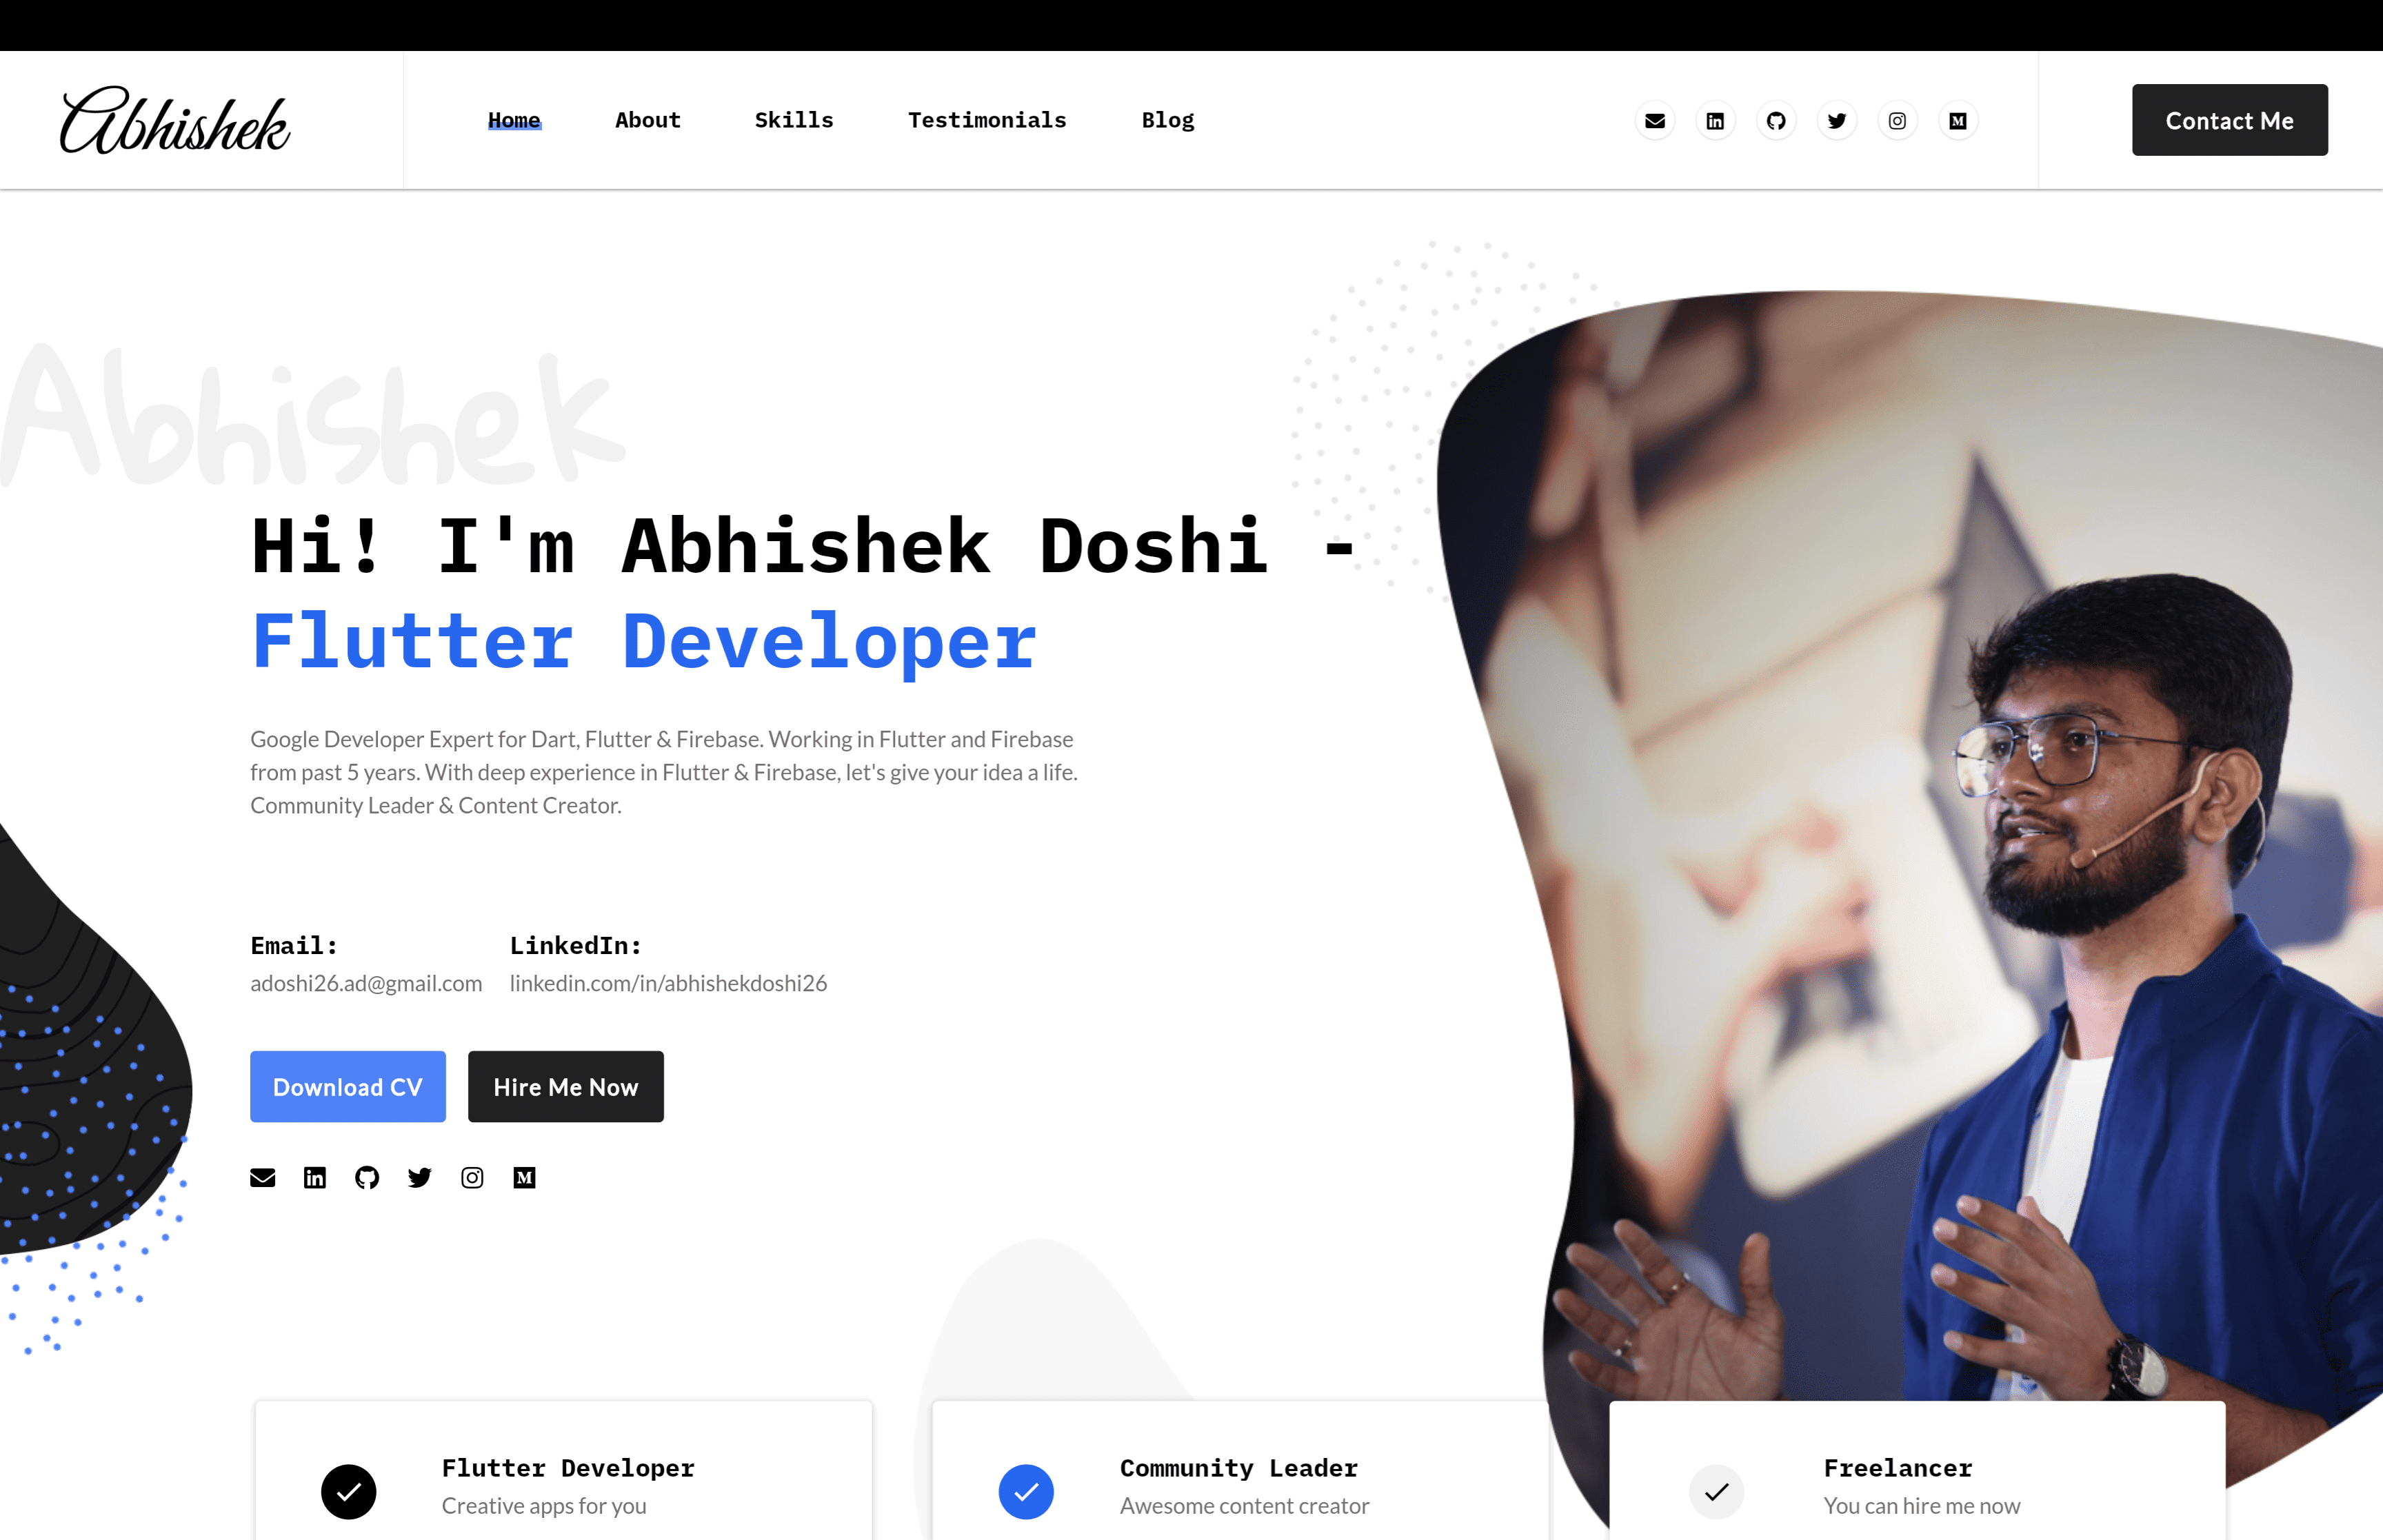 Abhishek
Home About Skills Testimonials Blog
Contact Me
Abhishek
Hi! I'm Abhishek Doshi -
Flutter Developer
Google Developer Expert for Dart, Flutter & Firebase. Working in Flutter and Firebase
from past 5 years. With deep experience in Flutter & Firebase, let's give your idea a life.
Community Leader & Content Creator.
Email:
adoshi26.ad@gmail.com
LinkedIn:
linkedin.com/in/abhishekdoshi26
Download CV
Hire Me Now
Flutter Developer
Creative apps for you
Community Leader
Awesome content creator
Freelancer
You can hire me now